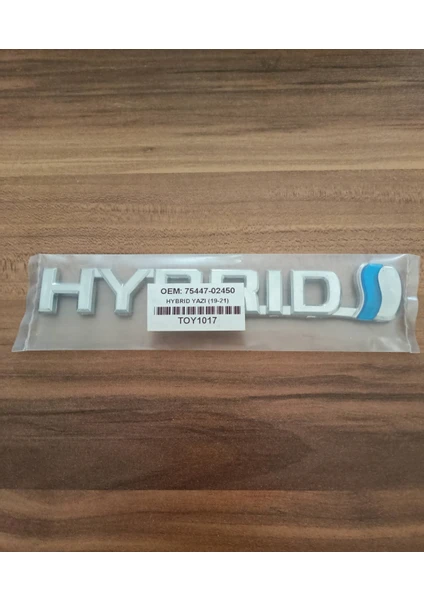 HYBRID
OEM: 75447-02450
HYBRID YAZI (19-21)
TOY1017